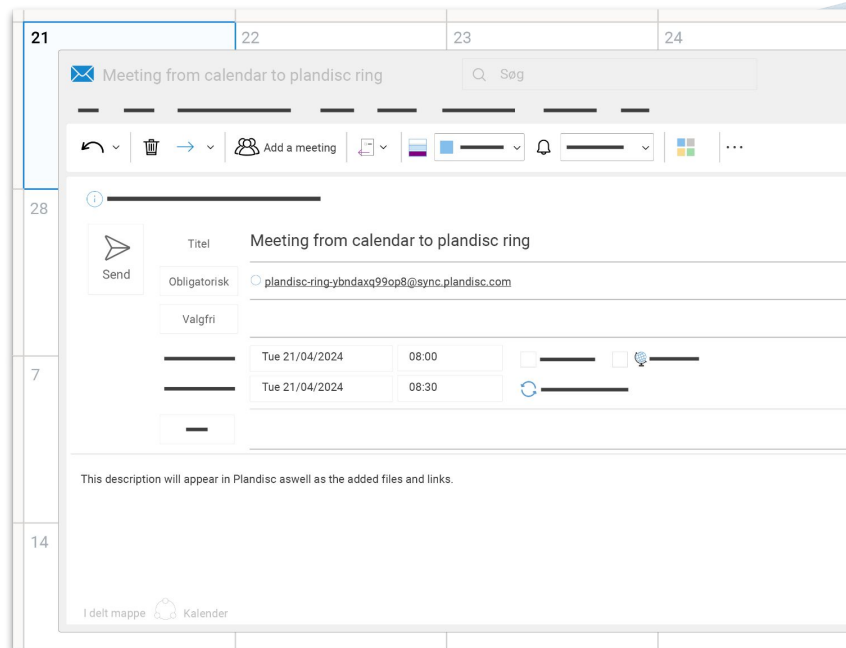 21 22 23 24
Meeting from calendar to plandisc ring
Søg
Add a meeting
28
Send
Titel
Meeting from calendar to plandisc ring
Obligatorisk
plandisc-ring-ybndaxq99op8@sync.plandisc.com
Valgfri
7
Tue 21/04/2024 08:00
Tue 21/04/2024 08:30
This description will appear in Plandisc aswell as the added files and links.
14
I delt mappe Kalender